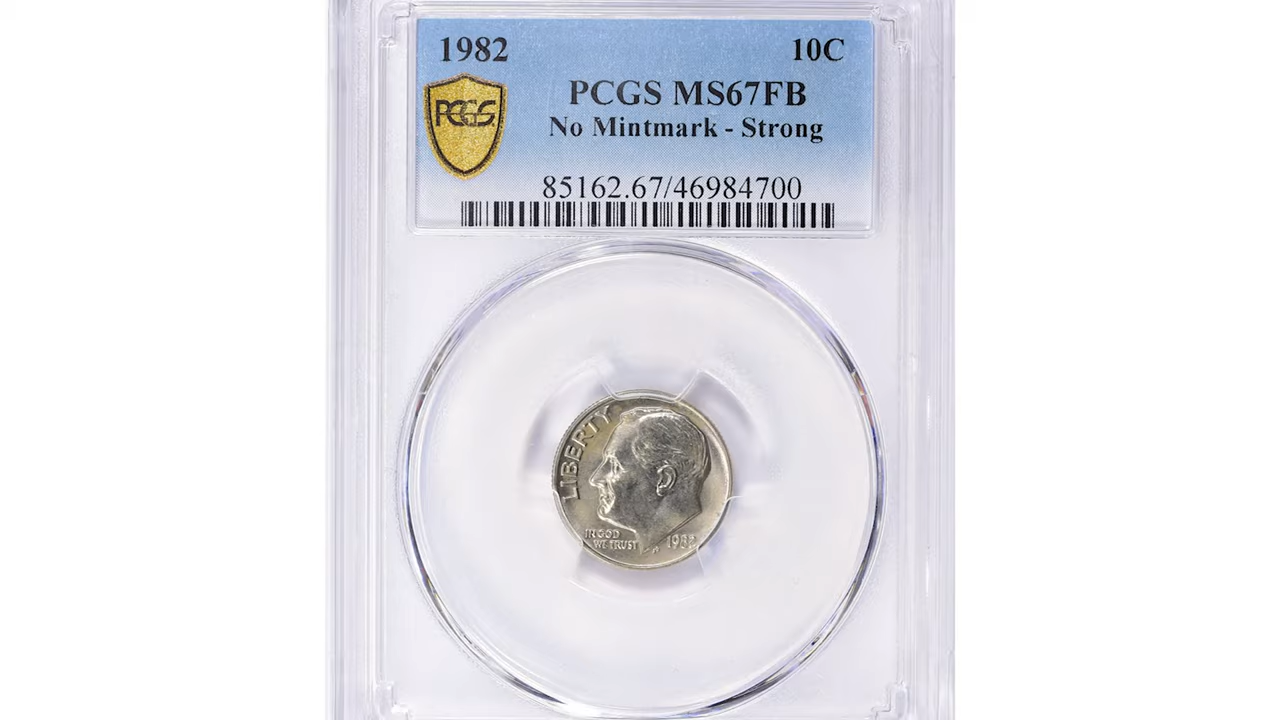 1982 10C
PCGS MS67FB
No Mintmark - Strong
PCGS
85162.67/46984700
LIBERTY
IN GOD
WE TRUST
1982